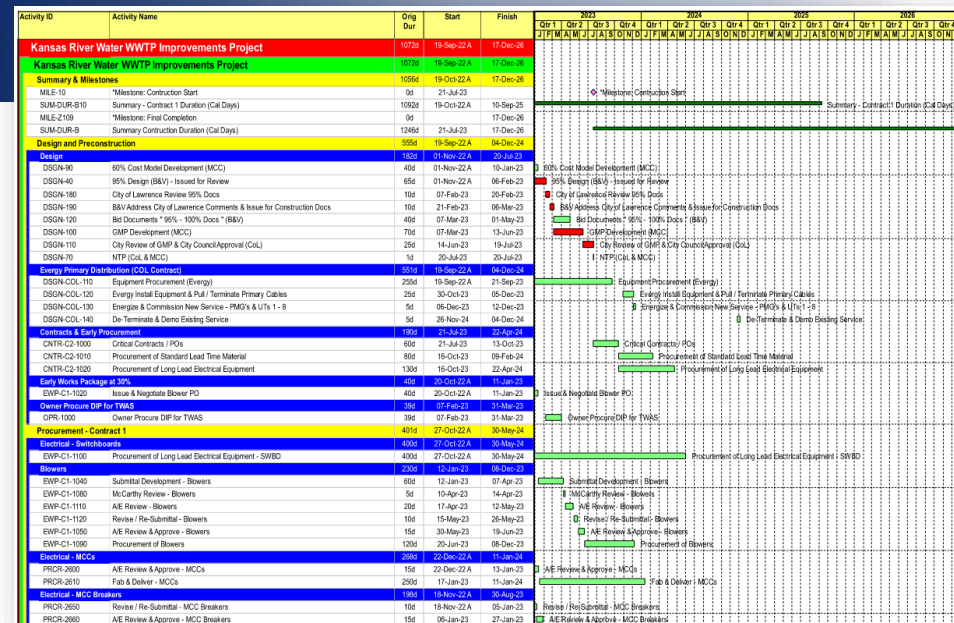 Activity ID Activity Name Orig Dur Start Finish 2023 2024 2025 2026
Qtr 1 Qtr 2 Qtr 3 Qtr 4 Qtr 1 Qtr 2 Qtr 3 Qtr 4 Qtr 1 Qtr 2 Qtr 3 Qtr 4 Qtr 1 Qtr 2 Qtr 3 Qtr 4
J F M A M J J A S O N D J F M A M J J A S O N D J F M A M J J A S O N D J F M A M J J A S O N
Kansas River Water WWTP Improvements Project 1072d 19-Sep-22 A 17-Dec-26
Kansas River Water WWTP Improvements Project 1072d 19-Sep-22 A 17-Dec-26
Summary & Milestones 1056d 19-Oct-22 A 17-Dec-26
MILE-10 *Milestone: Contruction Start 0d 21-Jul-23 *Milestone: Contruction Start
SUM-DUR-B10 Summary - Contract 1 Duration (Cal Days) 1092d 19-Oct-22 A 10-Sep-25 Summary - Contract 1 Duration (Cal Days)
MILE-Z109 *Milestone: Final Completion 0d 17-Dec-26
SUM-DUR-B Summary Contruction Duration (Cal Days) 1246d 21-Jul-23 17-Dec-26
Design and Preconstruction 555d 19-Sep-22 A 04-Dec-24
Design 182d 01-Nov-22 A 20-Jul-23
DSGN-90 60% Cost Model Development (MCC) 40d 01-Nov-22 A 10-Jan-23 60% Cost Model Development (MCC)
DSGN-40 95% Design (B&V) - Issued for Review 65d 01-Nov-22 A 06-Feb-23 95% Design (B&V) - Issued for Review
DSGN-180 City of Lawrence Review 95% Docs 10d 07-Feb-23 20-Feb-23 City of Lawrence Review 95% Docs
DSGN-190 B&V Address City of Lawrence Comments & Issue for Construction Docs 10d 21-Feb-23 06-Mar-23 B&V Address City of Lawrence Comments & Issue for Construction Docs
DSGN-120 Bid Documents " 95% - 100% Docs " (B&V) 40d 07-Mar-23 01-May-23 Bid Documents " 95% - 100% Docs " (B&V)
DSGN-100 GMP Development (MCC) 70d 07-Mar-23 13-Jun-23 GMP Development (MCC)
DSGN-110 City Review of GMP & City Council Approval (CoL) 25d 14-Jun-23 19-Jul-23 City Review of GMP & City Council Approval (CoL)
DSGN-70 NTP (CoL & MCC) 1d 20-Jul-23 20-Jul-23 NTP (CoL & MCC)
Evergy Primary Distribution (COL Contract) 551d 19-Sep-22 A 04-Dec-24
DSGN-COL-110 Equipment Procurement (Evergy) 255d 19-Sep-22 A 21-Sep-23 Equipment Procurement (Evergy)
DSGN-COL-120 Evergy Install Equipment & Pull / Terminate Primary Cables 25d 30-Oct-23 05-Dec-23 Evergy Install Equipment & Pull / Terminate Primary Cables
DSGN-COL-130 Energize & Commission New Service - PMG's & UTs 1 - 8 5d 06-Dec-23 12-Dec-23 Energize & Commission New Service - PMG's & UTs 1 - 8
DSGN-COL-140 De-Terminate & Demo Existing Service 5d 26-Nov-24 04-Dec-24 De-Terminate & Demo Existing Service
Contracts & Early Procurement 190d 21-Jul-23 22-Apr-24
CNTR-C2-1000 Critical Contracts / POs 60d 21-Jul-23 13-Oct-23 Critical Contracts / POs
CNTR-C2-1010 Procurement of Standard Lead Time Material 80d 16-Oct-23 09-Feb-24 Procurement of Standard Lead Time Material
CNTR-C2-1020 Procurement of Long Lead Electrical Equipment 130d 16-Oct-23 22-Apr-24 Procurement of Long Lead Electrical Equipment
Early Works Package at 30% 40d 20-Oct-22 A 11-Jan-23
EWP-C1-1020 Issue & Negotiate Blower PO 40d 20-Oct-22 A 11-Jan-23 Issue & Negotiate Blower PO
Owner Procure DIP for TWAS 39d 07-Feb-23 31-Mar-23
OPR-1000 Owner Procure DIP for TWAS 39d 07-Feb-23 31-Mar-23 Owner Procure DIP for TWAS
Procurement - Contract 1 401d 27-Oct-22 A 30-May-24
Electrical - Switchboards 400d 27-Oct-22 A 30-May-24
EWP-C1-1100 Procurement of Long Lead Electrical Equipment - SWBD 400d 27-Oct-22 A 30-May-24 Procurement of Long Lead Electrical Equipment - SWBD
Blowers 230d 12-Jan-23 08-Dec-23
EWP-C1-1040 Submittal Development - Blowers 60d 12-Jan-23 07-Apr-23 Submittal Development - Blowers
EWP-C1-1080 McCarthy Review - Blowers 5d 10-Apr-23 14-Apr-23 McCarthy Review - Blowers
EWP-C1-1110 A/E Review - Blowers 20d 17-Apr-23 12-May-23 A/E Review - Blowers
EWP-C1-1120 Revise / Re-Submittal - Blowers 10d 15-May-23 26-May-23 Revise / Re-Submittal - Blowers
EWP-C1-1050 A/E Review & Approve - Blowers 15d 30-May-23 19-Jun-23 A/E Review & Approve - Blowers
EWP-C1-1090 Procurement of Blowers 120d 20-Jun-23 08-Dec-23 Procurement of Blowers
Electrical - MCCs 268d 22-Dec-22 A 11-Jan-24
PRCR-2600 A/E Review & Approve - MCCs 15d 22-Dec-22 A 13-Jan-23 A/E Review & Approve - MCCs
PRCR-2610 Fab & Deliver - MCCs 250d 17-Jan-23 11-Jan-24 Fab & Deliver - MCCs
Electrical - MCC Breakers 198d 18-Nov-22 A 30-Aug-23
PRCR-2650 Revise / Re-Submittal - MCC Breakers 10d 18-Nov-22 A 05-Jan-23 Revise / Re-Submittal - MCC Breakers
PRCR-2660 A/E Review & Approve - MCC Breakers 15d 06-Jan-23 27-Jan-23 A/E Review & Approve - MCC Breakers